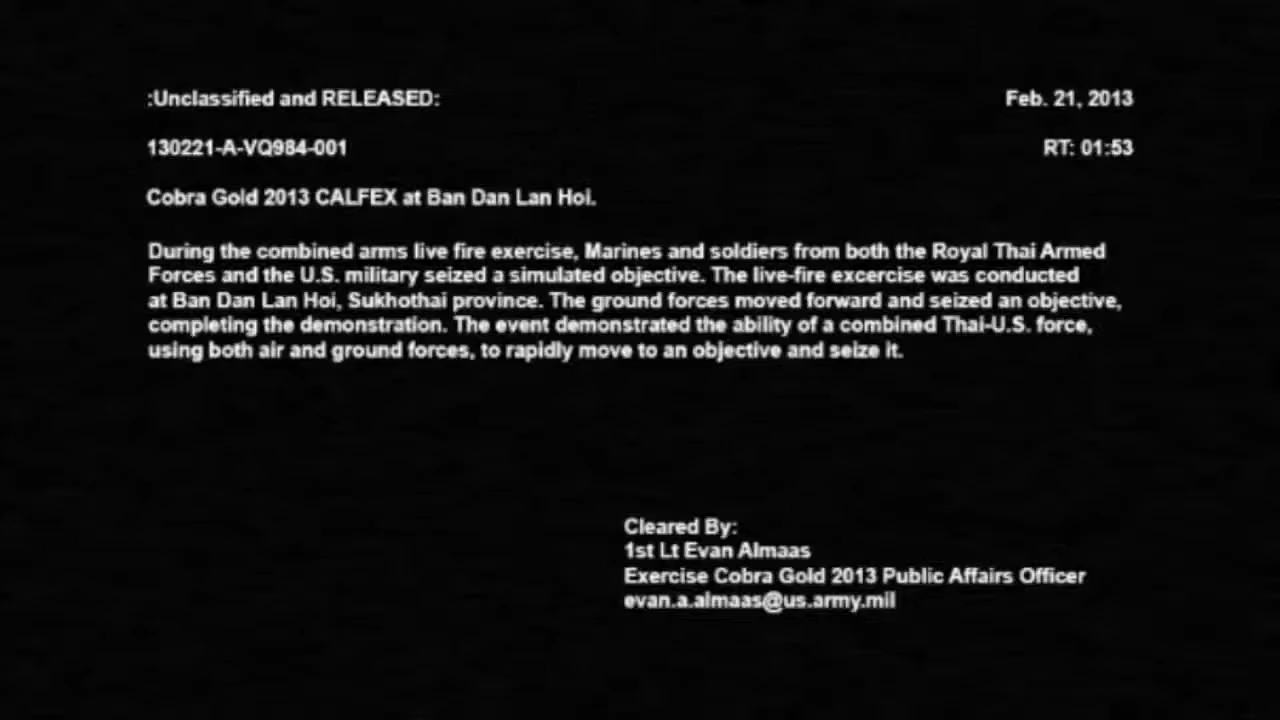 :Unclassified and RELEASED: Feb. 21, 2013
130221-A-VQ984-001 RT: 01:53
Cobra Gold 2013 CALFEX at Ban Dan Lan Hoi.
During the combined arms live fire exercise, Marines and soldiers from both the Royal Thai Armed
Forces and the U.S. military seized a simulated objective. The live-fire excercise was conducted
at Ban Dan Lan Hoi, Sukhothai province. The ground forces moved forward and seized an objective,
completing the demonstration. The event demonstrated the ability of a combined Thai-U.S. force,
using both air and ground forces, to rapidly move to an objective and seize it.
Cleared By:
1st Lt Evan Almaas
Exercise Cobra Gold 2013 Public Affairs Officer
evan.a.almaas@us.army.mil